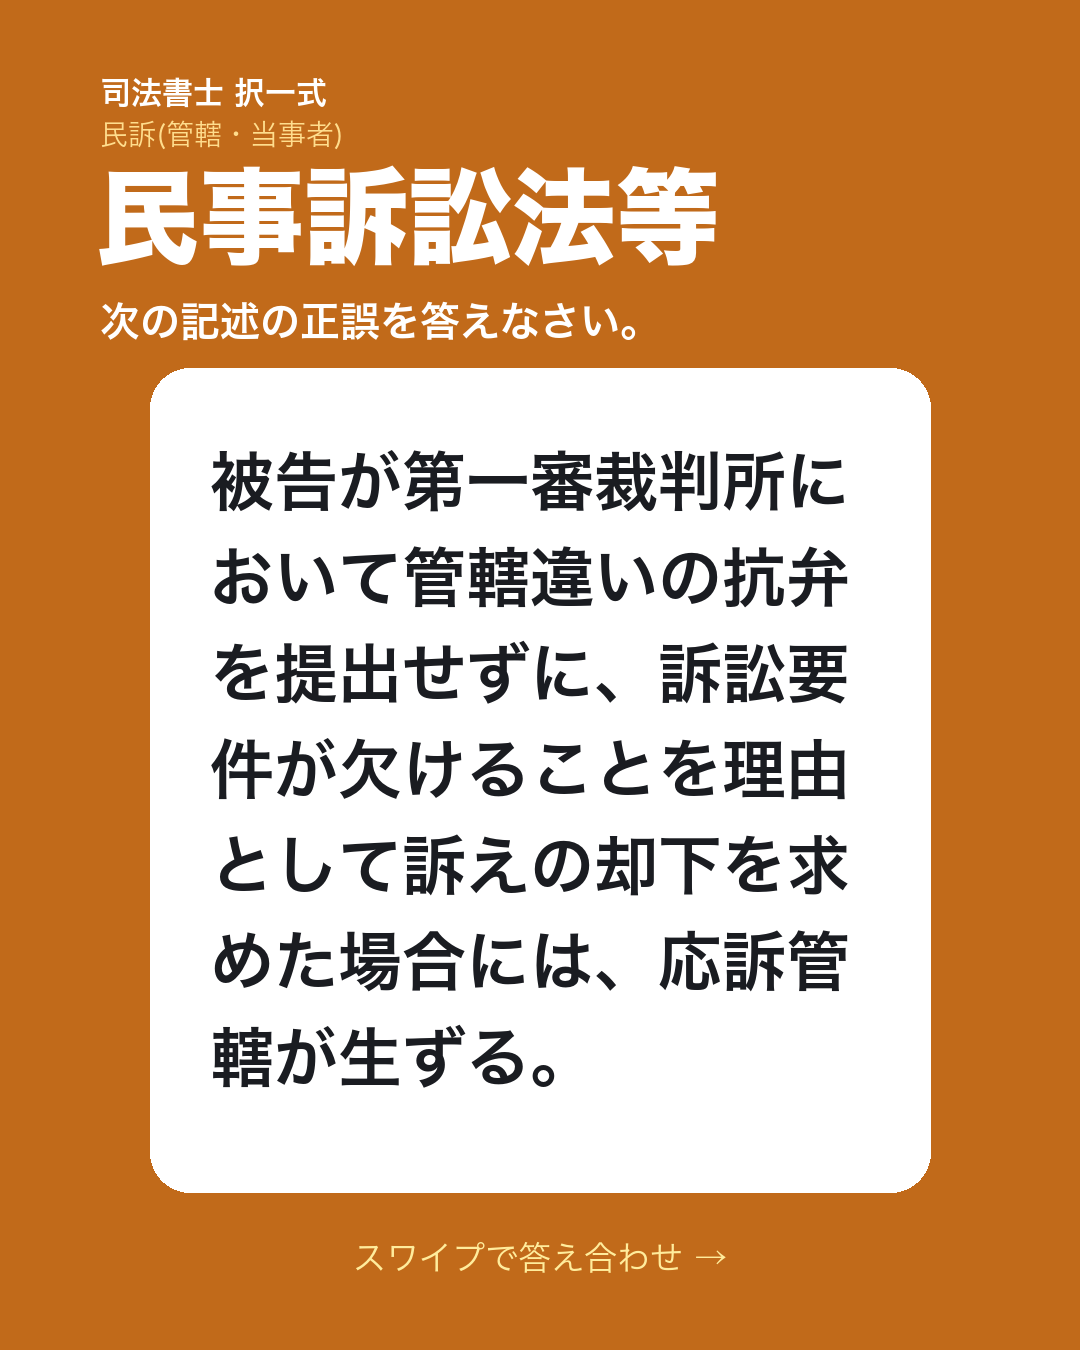 司法書士 択一式
民訴(管轄・当事者)
民事訴訟法等
次の記述の正誤を答えなさい。
被告が第一審裁判所に
おいて管轄違いの抗弁
を提出せずに、訴訟要
件が欠けることを理由
として訴えの却下を求
めた場合には、応訴管
轄が生ずる。
スワイプで答え合わせ →